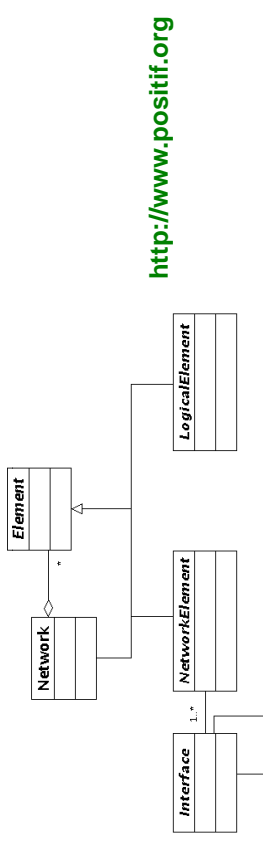 http://www.positif.org
Element
*
Network
LogicalElement
NetworkElement
1..*
Interface